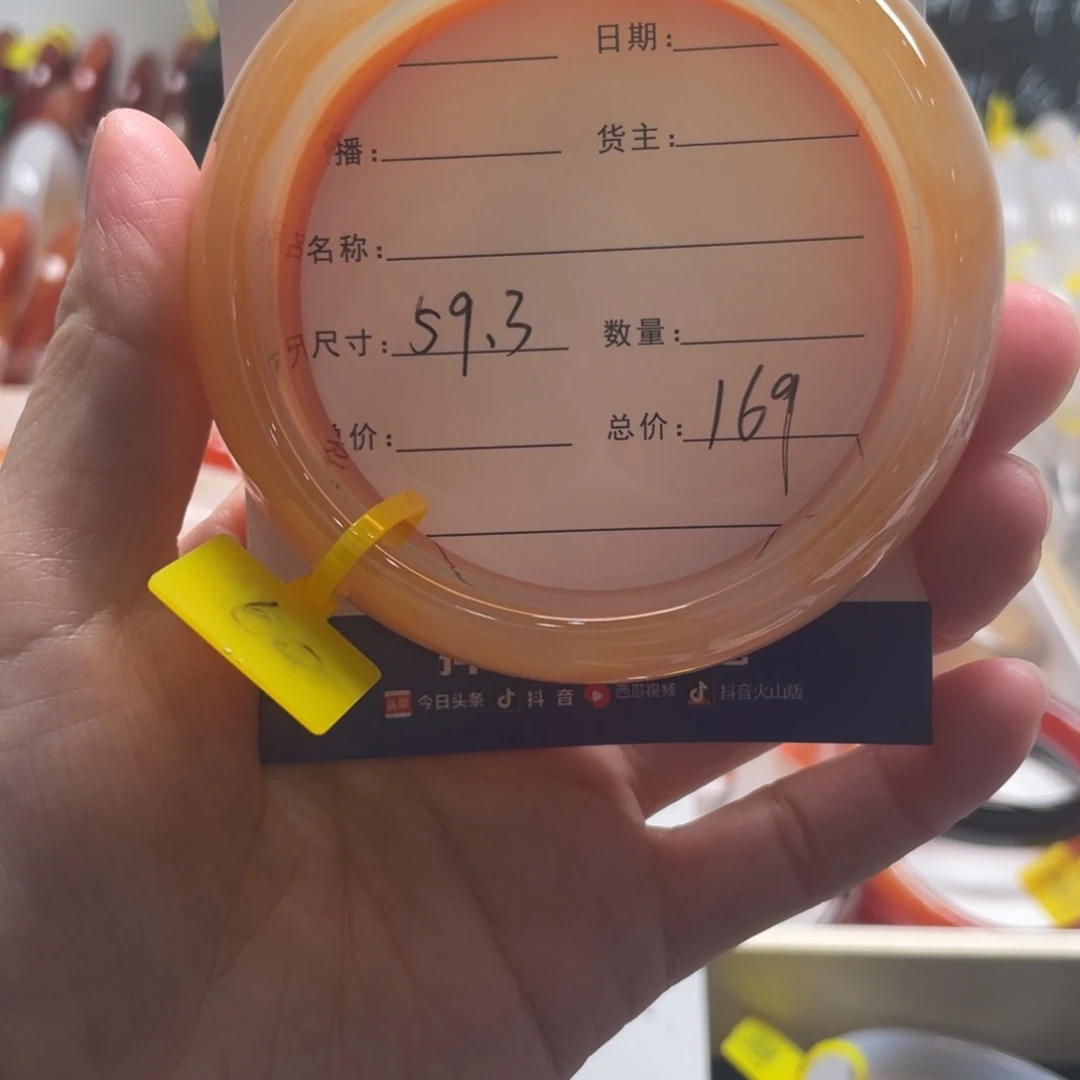 日期:
播: 货主:
名称:
尺寸: 59.3 数量:
价: 总价: 169
今日头条 抖音 西瓜视频 抖音火山版